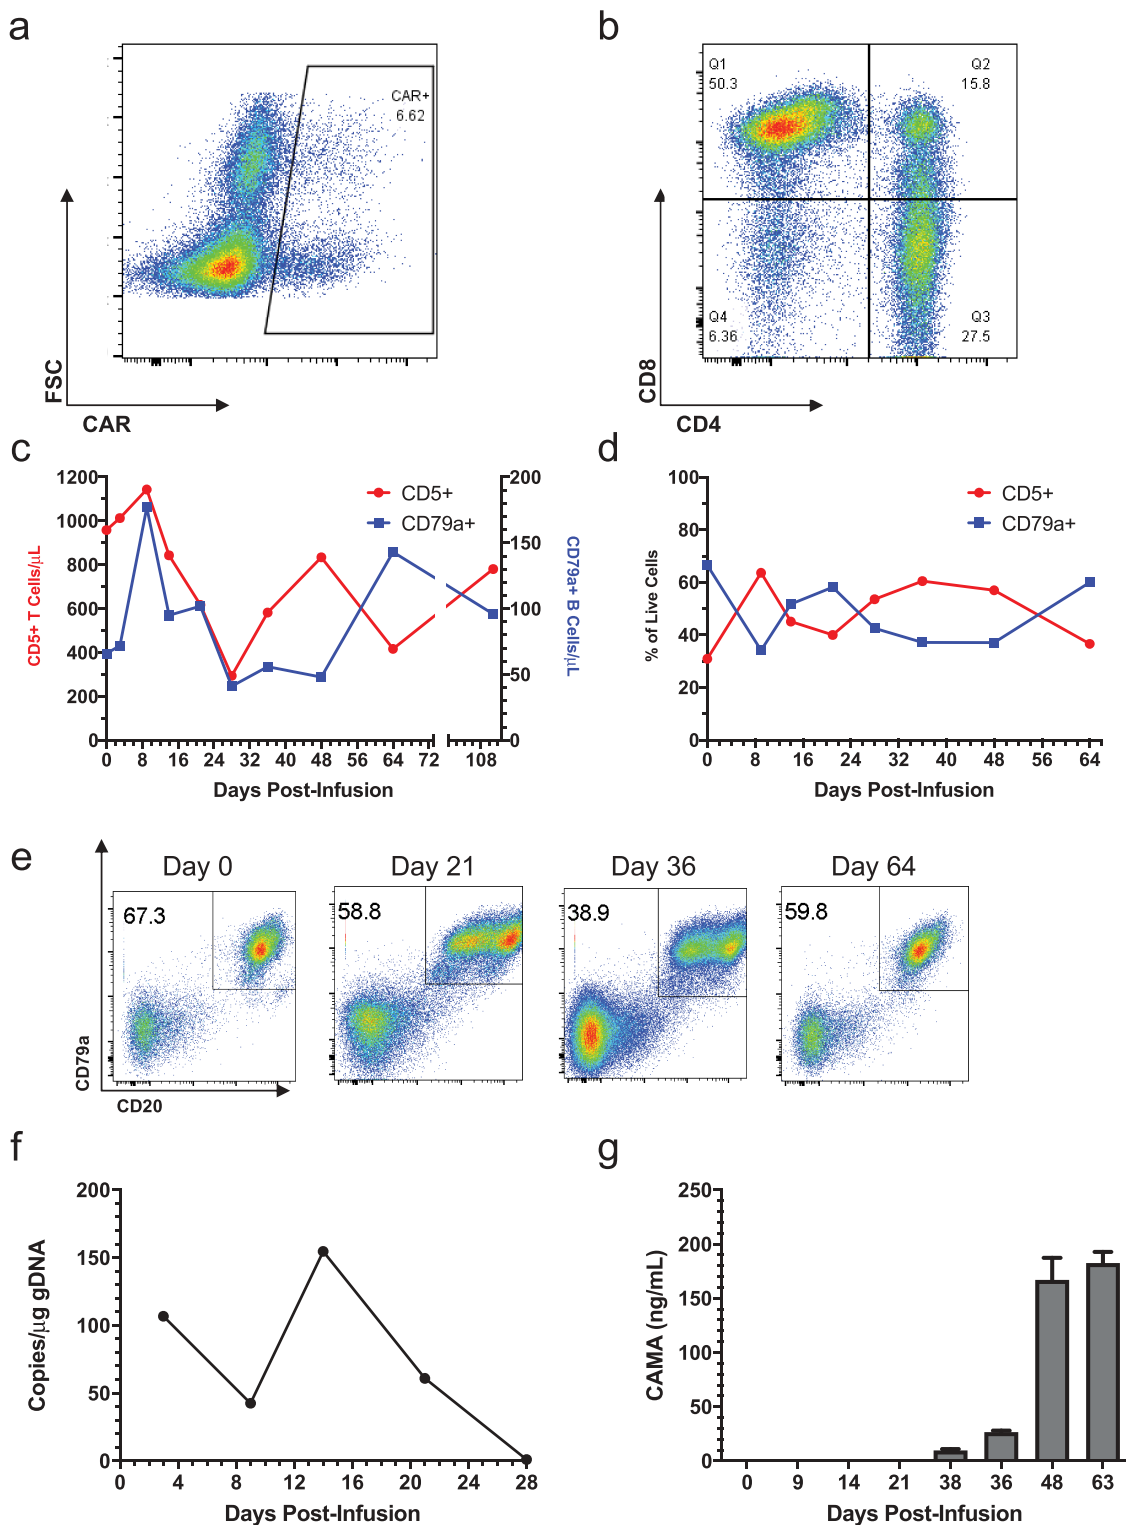 a
CAR+
6.62
FSC
CAR
b
Q1
50.3
Q2
15.8
Q4
6.36
Q3
27.5
CD8
CD4
c
1200
1000
800
600
400
200
0
CD5+ T Cells/μL
200
150
100
50
0
CD79a+ B Cells/μL
CD5+
CD79a+
0 8 16 24 32 40 48 56 64 72 108
Days Post-Infusion
d
100
80
60
40
20
0
% of Live Cells
CD5+
CD79a+
0 8 16 24 32 40 48 56 64
Days Post-Infusion
e
Day 0
Day 21
Day 36
Day 64
67.3
58.8
38.9
59.8
CD79a
CD20
f
200
150
100
50
0
Copies/μg gDNA
0 4 8 12 16 20 24 28
Days Post-Infusion
g
250
200
150
100
50
0
CAMA (ng/mL)
0 9 14 21 38 36 48 63
Days Post-Infusion